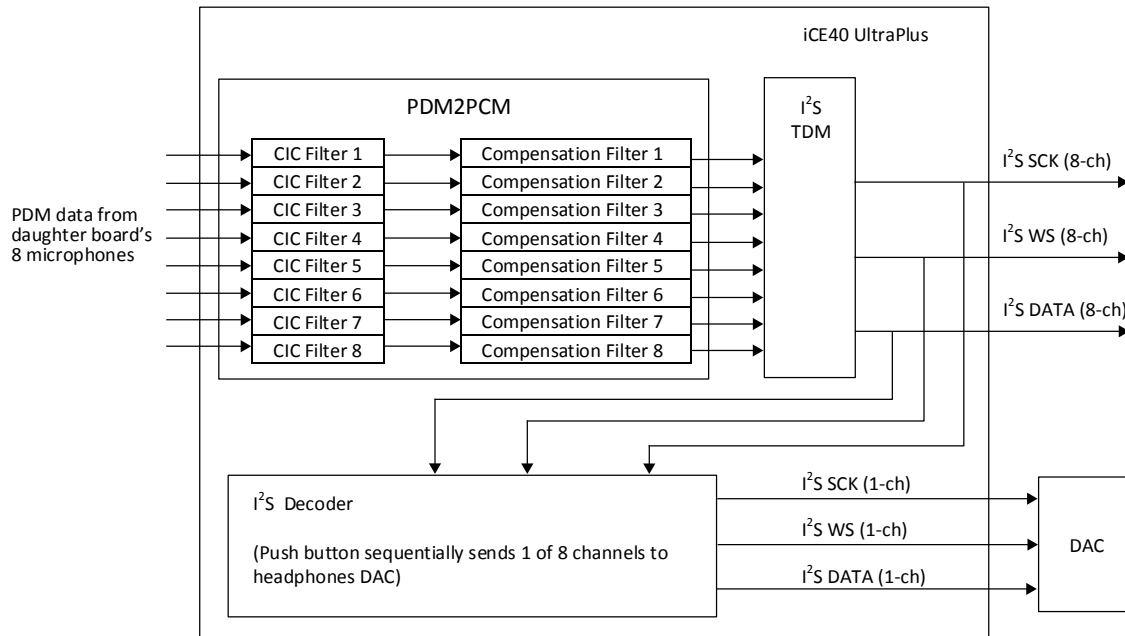 iCE40 UltraPlus
PDM2PCM
I²S
TDM
CIC Filter 1
Compensation Filter 1
CIC Filter 2
Compensation Filter 2
CIC Filter 3
Compensation Filter 3
CIC Filter 4
Compensation Filter 4
CIC Filter 5
Compensation Filter 5
CIC Filter 6
Compensation Filter 6
CIC Filter 7
Compensation Filter 7
CIC Filter 8
Compensation Filter 8
PDM data from
daughter board’s
8 microphones
I²S SCK (8-ch)
I²S WS (8-ch)
I²S DATA (8-ch)
I²S Decoder
(Push button sequentially sends 1 of 8 channels to
headphones DAC)
I²S SCK (1-ch)
I²S WS (1-ch)
I²S DATA (1-ch)
DAC